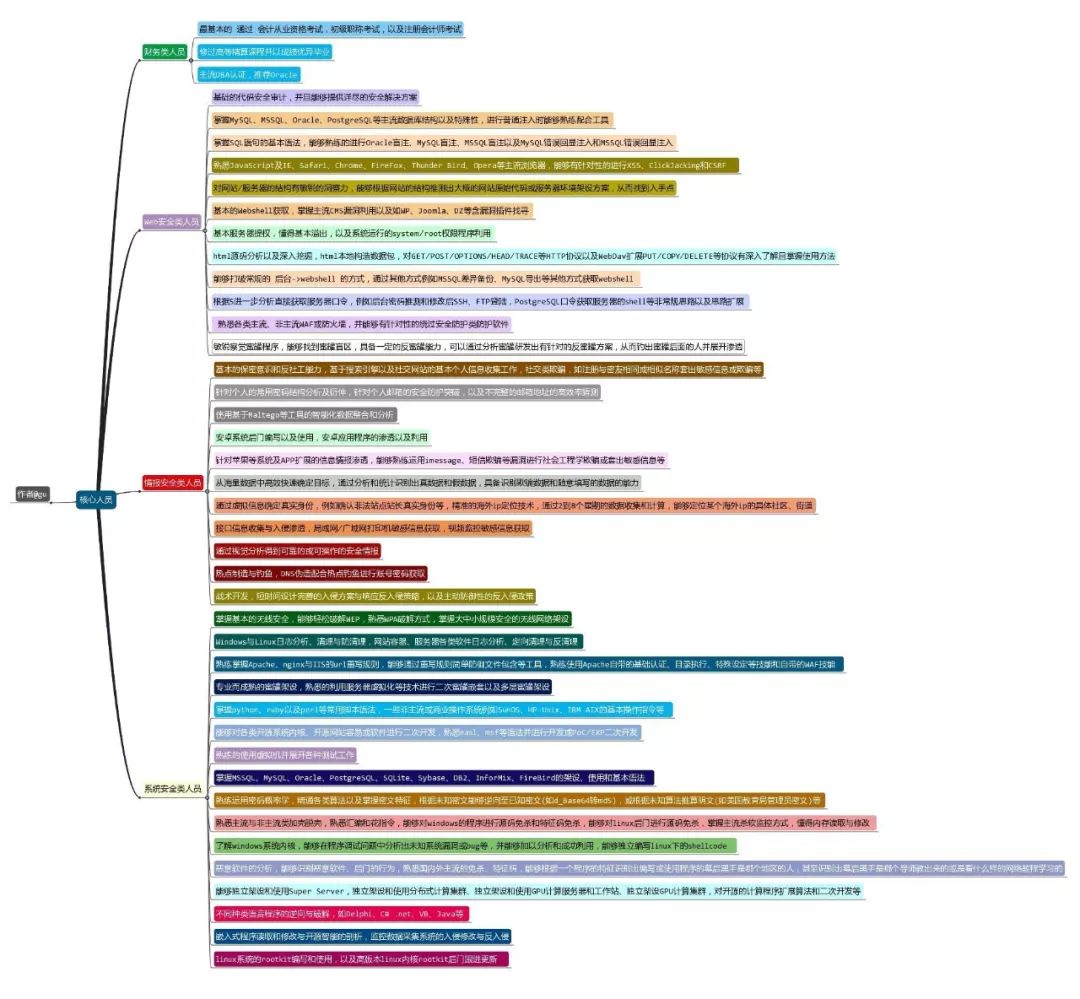 最基本的 通过 会计从业资格考试，初级职称考试，以及注册会计师考试
财务类人员
修过高等精算课程并以成绩优异毕业
主流DBA认证，推荐Oracle
基础的代码安全审计，并且能够提供详尽的安全解决方案
掌握MySQL、MSSQL、Oracle、PostgreSQL等主流数据库结构以及特殊性，进行普通注入时能够熟练配合工具
掌握SQL语句的基本语法，能够熟练的进行Oracle盲注、MySQL盲注、MSSQL盲注以及MySQL错误回显注入和MSSQL错误回显注入
熟悉JavaScript及IE、Safari、Chrome、FireFox、Thunder Bird、Opera等主流浏览器，能够有针对性的进行XSS、ClickJacking和CSRF
对网站/服务器的结构有敏锐的洞察力，能够根据网站的结构推测出大概的网站原始代码或服务器环境架设方案，从而找到入手点
基本的Webshell获取，掌握主流CMS漏洞利用以及如WP、Joomla、DZ等含漏洞插件找寻
Web安全类人员
基本服务器提权，懂得基本溢出，以及系统运行的system/root权限程序利用
html源码分析以及深入挖掘，html本地构造数据包，对GET/POST/OPTIONS/HEAD/TRACE等HTTP协议以及WebDav扩展PUT/COPY/DELETE等协议有深入了解且掌握使用方法
能够打破常规的 后台->webshell 的方式，通过其他方式例如MSSQL差异备份、MySQL导出等其他方式获取webshell
根据S进一步分析直接获取服务器口令，例如后台密码推测和修改后SSH、FTP登陆，PostgreSQL口令获取服务器的shell等非常规思路以及思路扩展
熟悉各类主流、非主流WAF或防火墙，并能够有针对性的绕过安全防护类防护软件
敏锐察觉蜜罐程序，能够找到蜜罐盲区，具备一定的反蜜罐能力，可以通过分析蜜罐研发出有针对的反蜜罐方案，从而钓出蜜罐后面的人并展开渗透
基本的保密意识和反社工能力，基于搜索引擎以及社交网站的基本个人信息收集工作，社交类欺骗，如注册与密友相同或相似名称套出敏感信息或欺骗等
针对个人的常用密码结构分析及衍伸，针对个人邮箱的安全防护突破，以及不完整的邮箱地址的高效率猜测
使用基于Maltego等工具的智能化数据整合和分析
安卓系统后门编写以及使用，安卓应用程序的渗透以及利用
针对苹果等系统及APP扩展的信息情报渗透，能够熟练运用imessage、短信欺骗等漏洞进行社会工程学欺骗或套出敏感信息等
情报安全类人员
从海量数据中高效快速确定目标，通过分析和统计识别出真数据和假数据，具备识别欺骗数据和随意填写的数据的能力
作者@gu
核心人员
通过虚拟信息确定真实身份，例如确认非法站点站长真实身份等，精准的海外ip定位技术，通过2到8个星期的数据收集和计算，能够定位某个海外ip的具体社区、街道
接口信息收集与入侵渗透，局域网/广域网打印机敏感信息获取，视频监控敏感信息获取
通过视觉分析得到可靠的或可操作的安全情报
热点制造与钓鱼，DNS伪造配合热点钓鱼进行账号密码获取
战术开发，短时间设计完善的入侵方案与响应反入侵策略，以及主动防御性的反入侵政策
掌握基本的无线安全，能够轻松破解WEP，熟悉WPA破解方式，掌握大中小规模安全的无线网络架设
Windows与Linux日志分析、清理与防清理，网站容器、服务器各类软件日志分析、定向清理与反清理
熟练掌握Apache、nginx与IIS的url重写规则，能够通过重写规则简单防御文件包含等工具，熟练使用Apache自带的基础认证、目录执行、特殊设定等技能和自带的WAF技能
专业而成熟的蜜罐架设，熟悉的利用服务器虚拟化等技术进行二次蜜罐嵌套以及多层蜜罐架设
掌握python、ruby以及perl等常用脚本语法，一些非主流或商业操作系统例如SunOS、HP-Unix、IBM AIX的基本操作指令等
能够对各类开源系统内核、开源网站容易或软件进行二次开发，熟悉nasl、msf等语法并进行开发或PoC/EXP二次开发
熟练的使用虚拟机并展开各种测试工作
掌握MSSQL、MySQL、Oracle、PostgreSQL、SQLite、Sybase、DB2、InforMix、FireBird的架设、使用和基本语法
系统安全类人员
熟练运用密码概率学，精通各类算法以及掌握密文特征，根据未知密文能够逆向至已知密文(如d_Base64转md5)，或根据未知算法推算明文(如美国教育局管理员密文)等
熟悉主流与非主流类加壳脱壳，熟悉汇编和花指令，能够对windows的程序进行源码免杀和特征码免杀，能够对linux后门进行源码免杀，掌握主流杀软监控方式，懂得内存读取与修改
了解windows系统内核，能够在程序调试问题中分析出未知系统漏洞或bug等，并能够加以分析和成功利用，能够独立编写linux下的shellcode
恶意软件的分析，能够识别恶意软件、后门的行为，熟悉国内外主流的免杀、特征码，能够根据一个程序的特征识别出编写或使用程序的幕后黑手是哪个地区的人，甚至识别出幕后黑手是哪个导师教出来的或是看什么样的网络教程学习的
能够独立架设和使用Super Server，独立架设和使用分布式计算集群、独立架设和使用GPU计算服务器和工作站、独立架设GPU计算集群，对开源的计算程序扩展算法和二次开发等
不同种类语言程序的逆向与破解，如Delphi、C# .net、VB、Java等
嵌入式程序读取和修改与开源智能的剖析，监控数据采集系统的入侵修改与反入侵
linux系统的rootkit编写和使用，以及高版本linux内核rootkit后门跟进更新